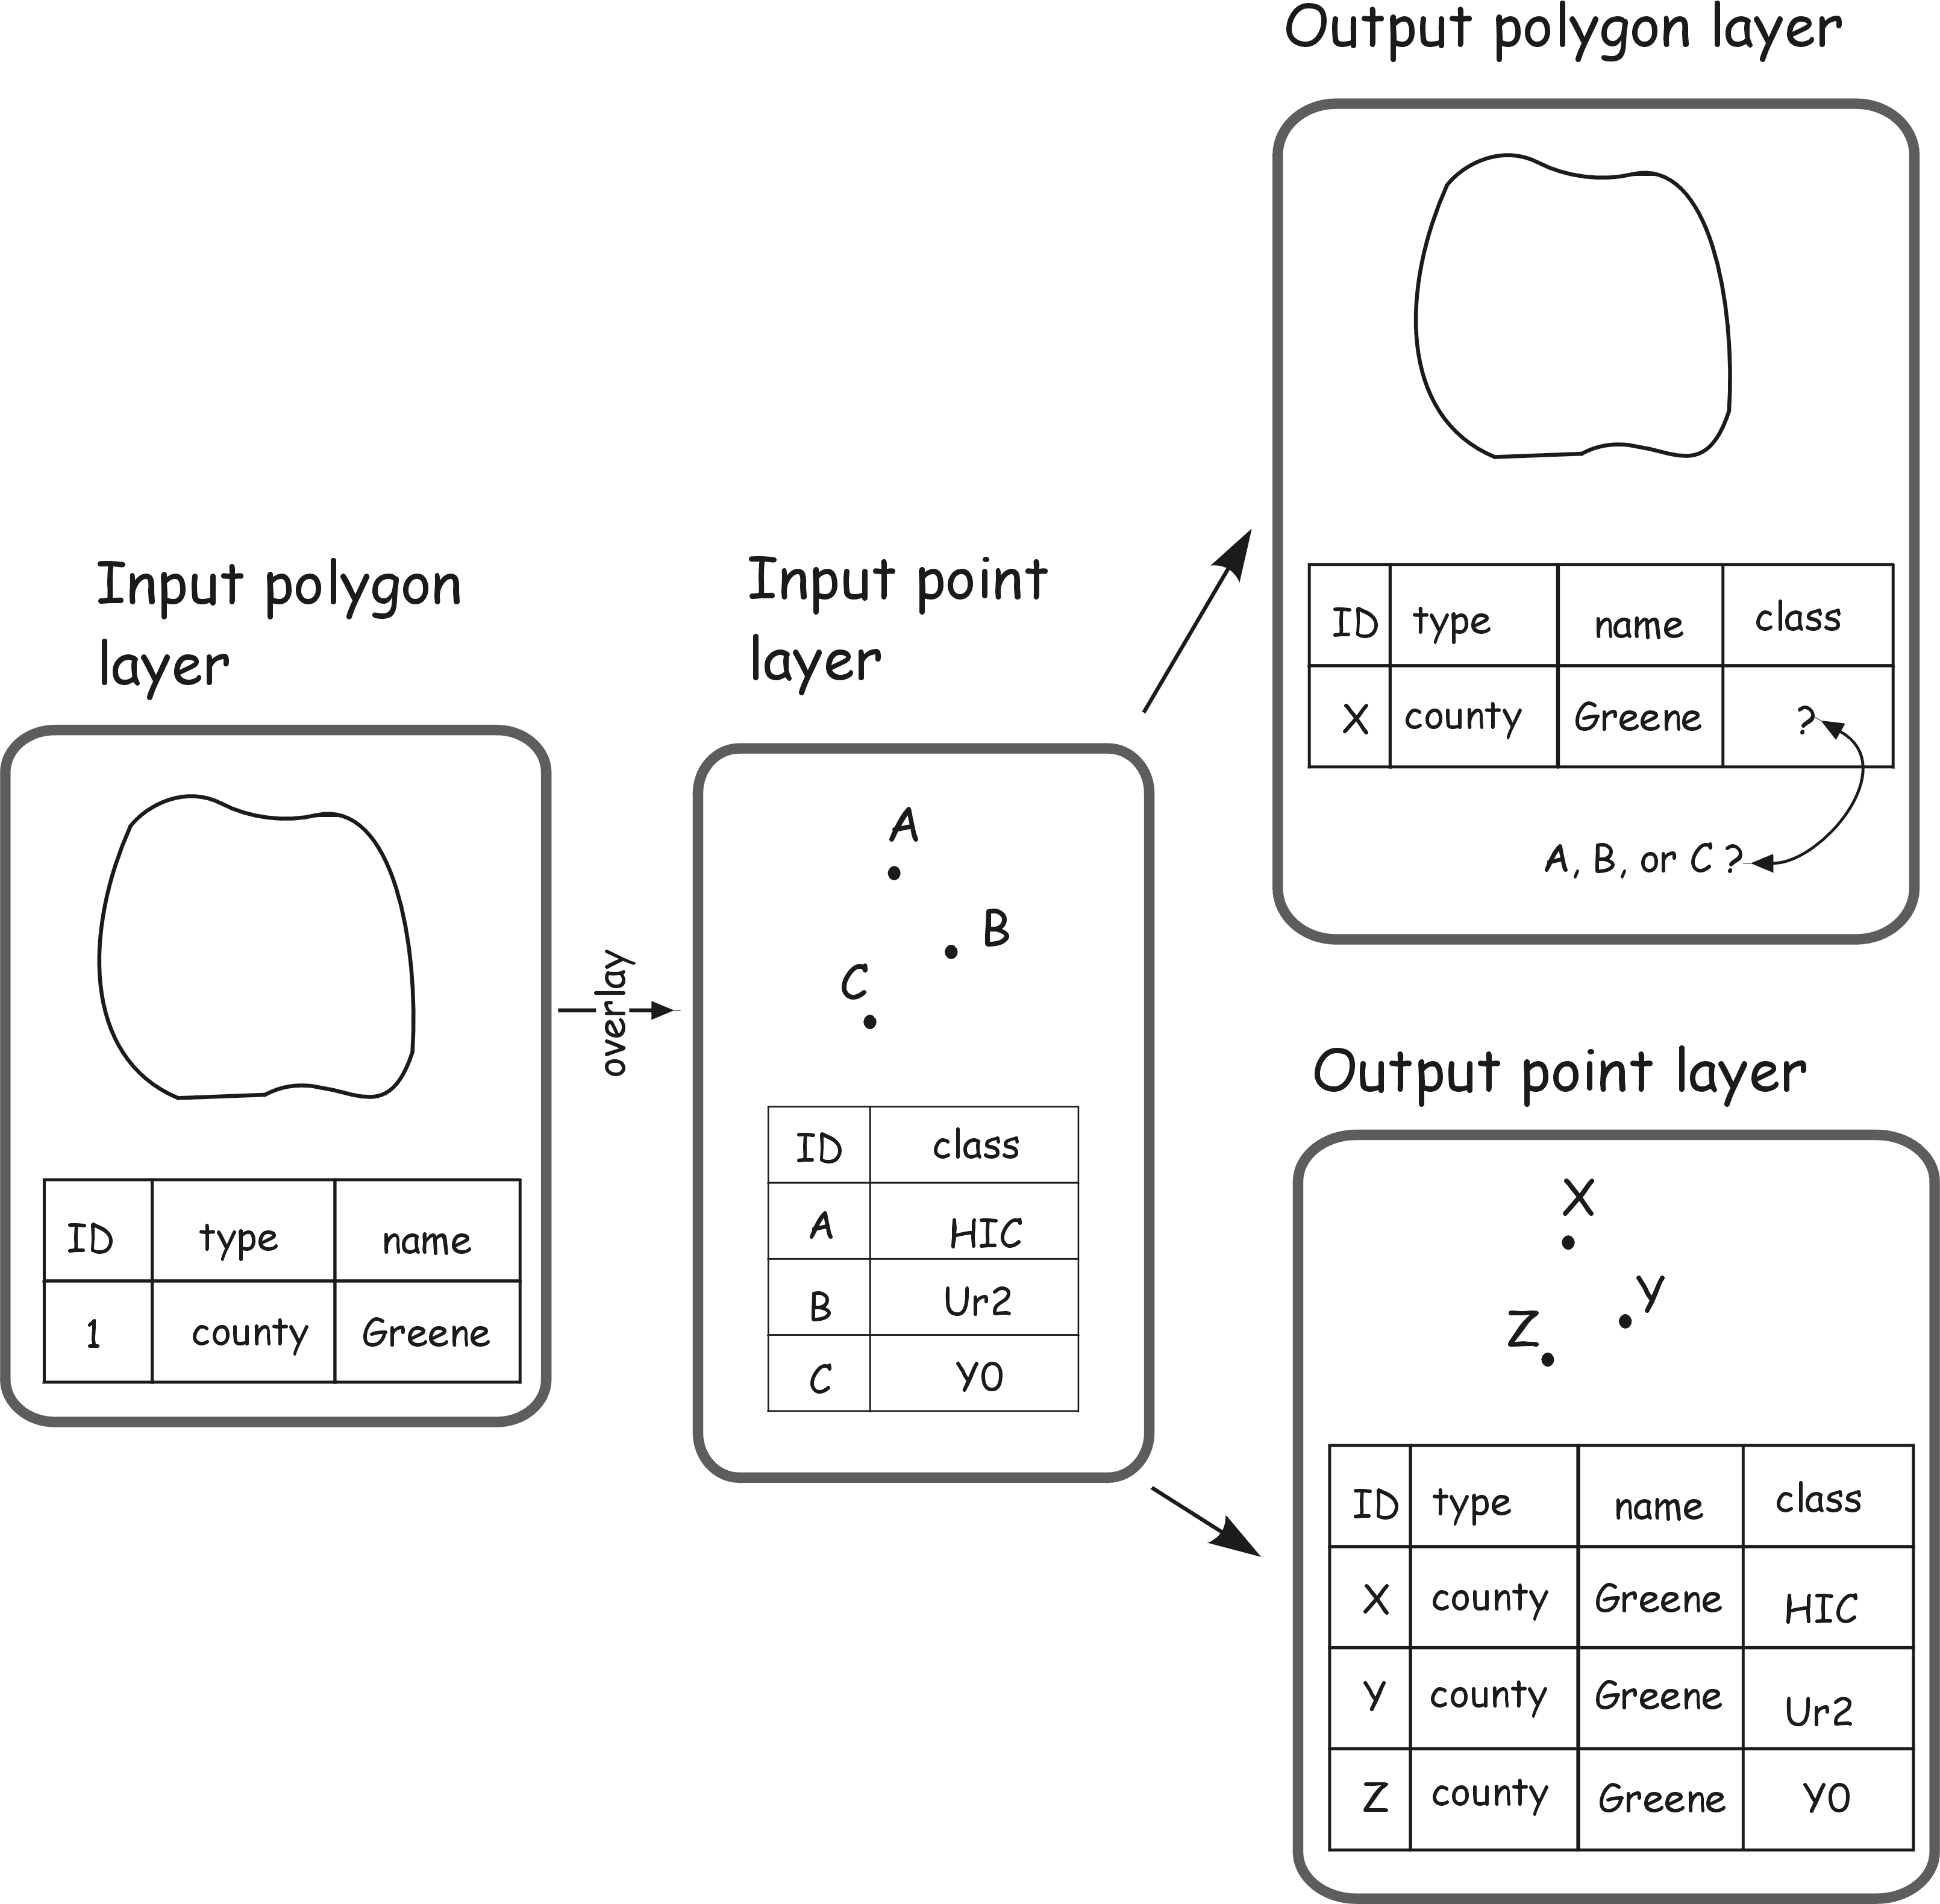 Output polygon layer
ID type name class
X county Greene ?
A, B, or C ?
Input polygon
layer
ID type name
1 county Greene
overlay
Input point
layer
A
B
C
ID class
A HIC
B Ur2
C YO
Output point layer
X
Y
Z
ID type name class
X county Greene HIC
Y county Greene Ur2
Z county Greene YO